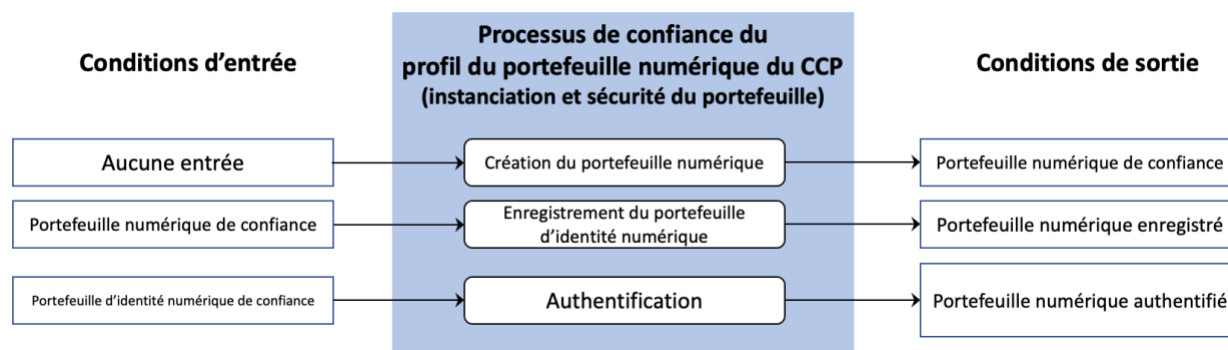 Conditions d’entrée
Processus de confiance du
profil du portefeuille numérique du CCP
(instanciation et sécurité du portefeuille)
Conditions de sortie
Aucune entrée
Création du portefeuille numérique
Portefeuille numérique de confiance
Portefeuille numérique de confiance
Enregistrement du portefeuille
d’identité numérique
Portefeuille numérique enregistré
Portefeuille d’identité numérique de confiance
Authentification
Portefeuille numérique authentifié